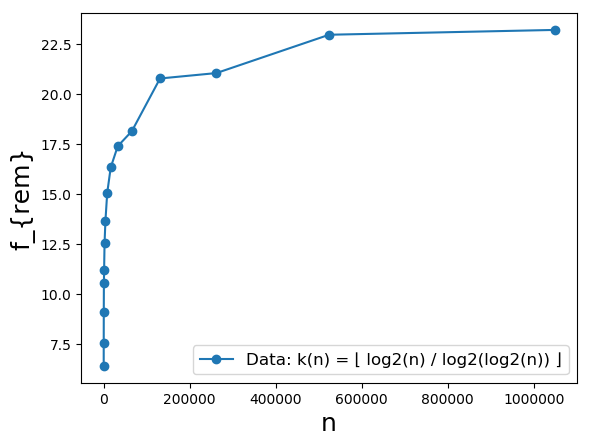 22.5
20.0
17.5
15.0
12.5
10.0
7.5
f_{rem}
Data: k(n) = ⌊ log2(n) / log2(log2(n)) ⌋
0 200000 400000 600000 800000 1000000
n